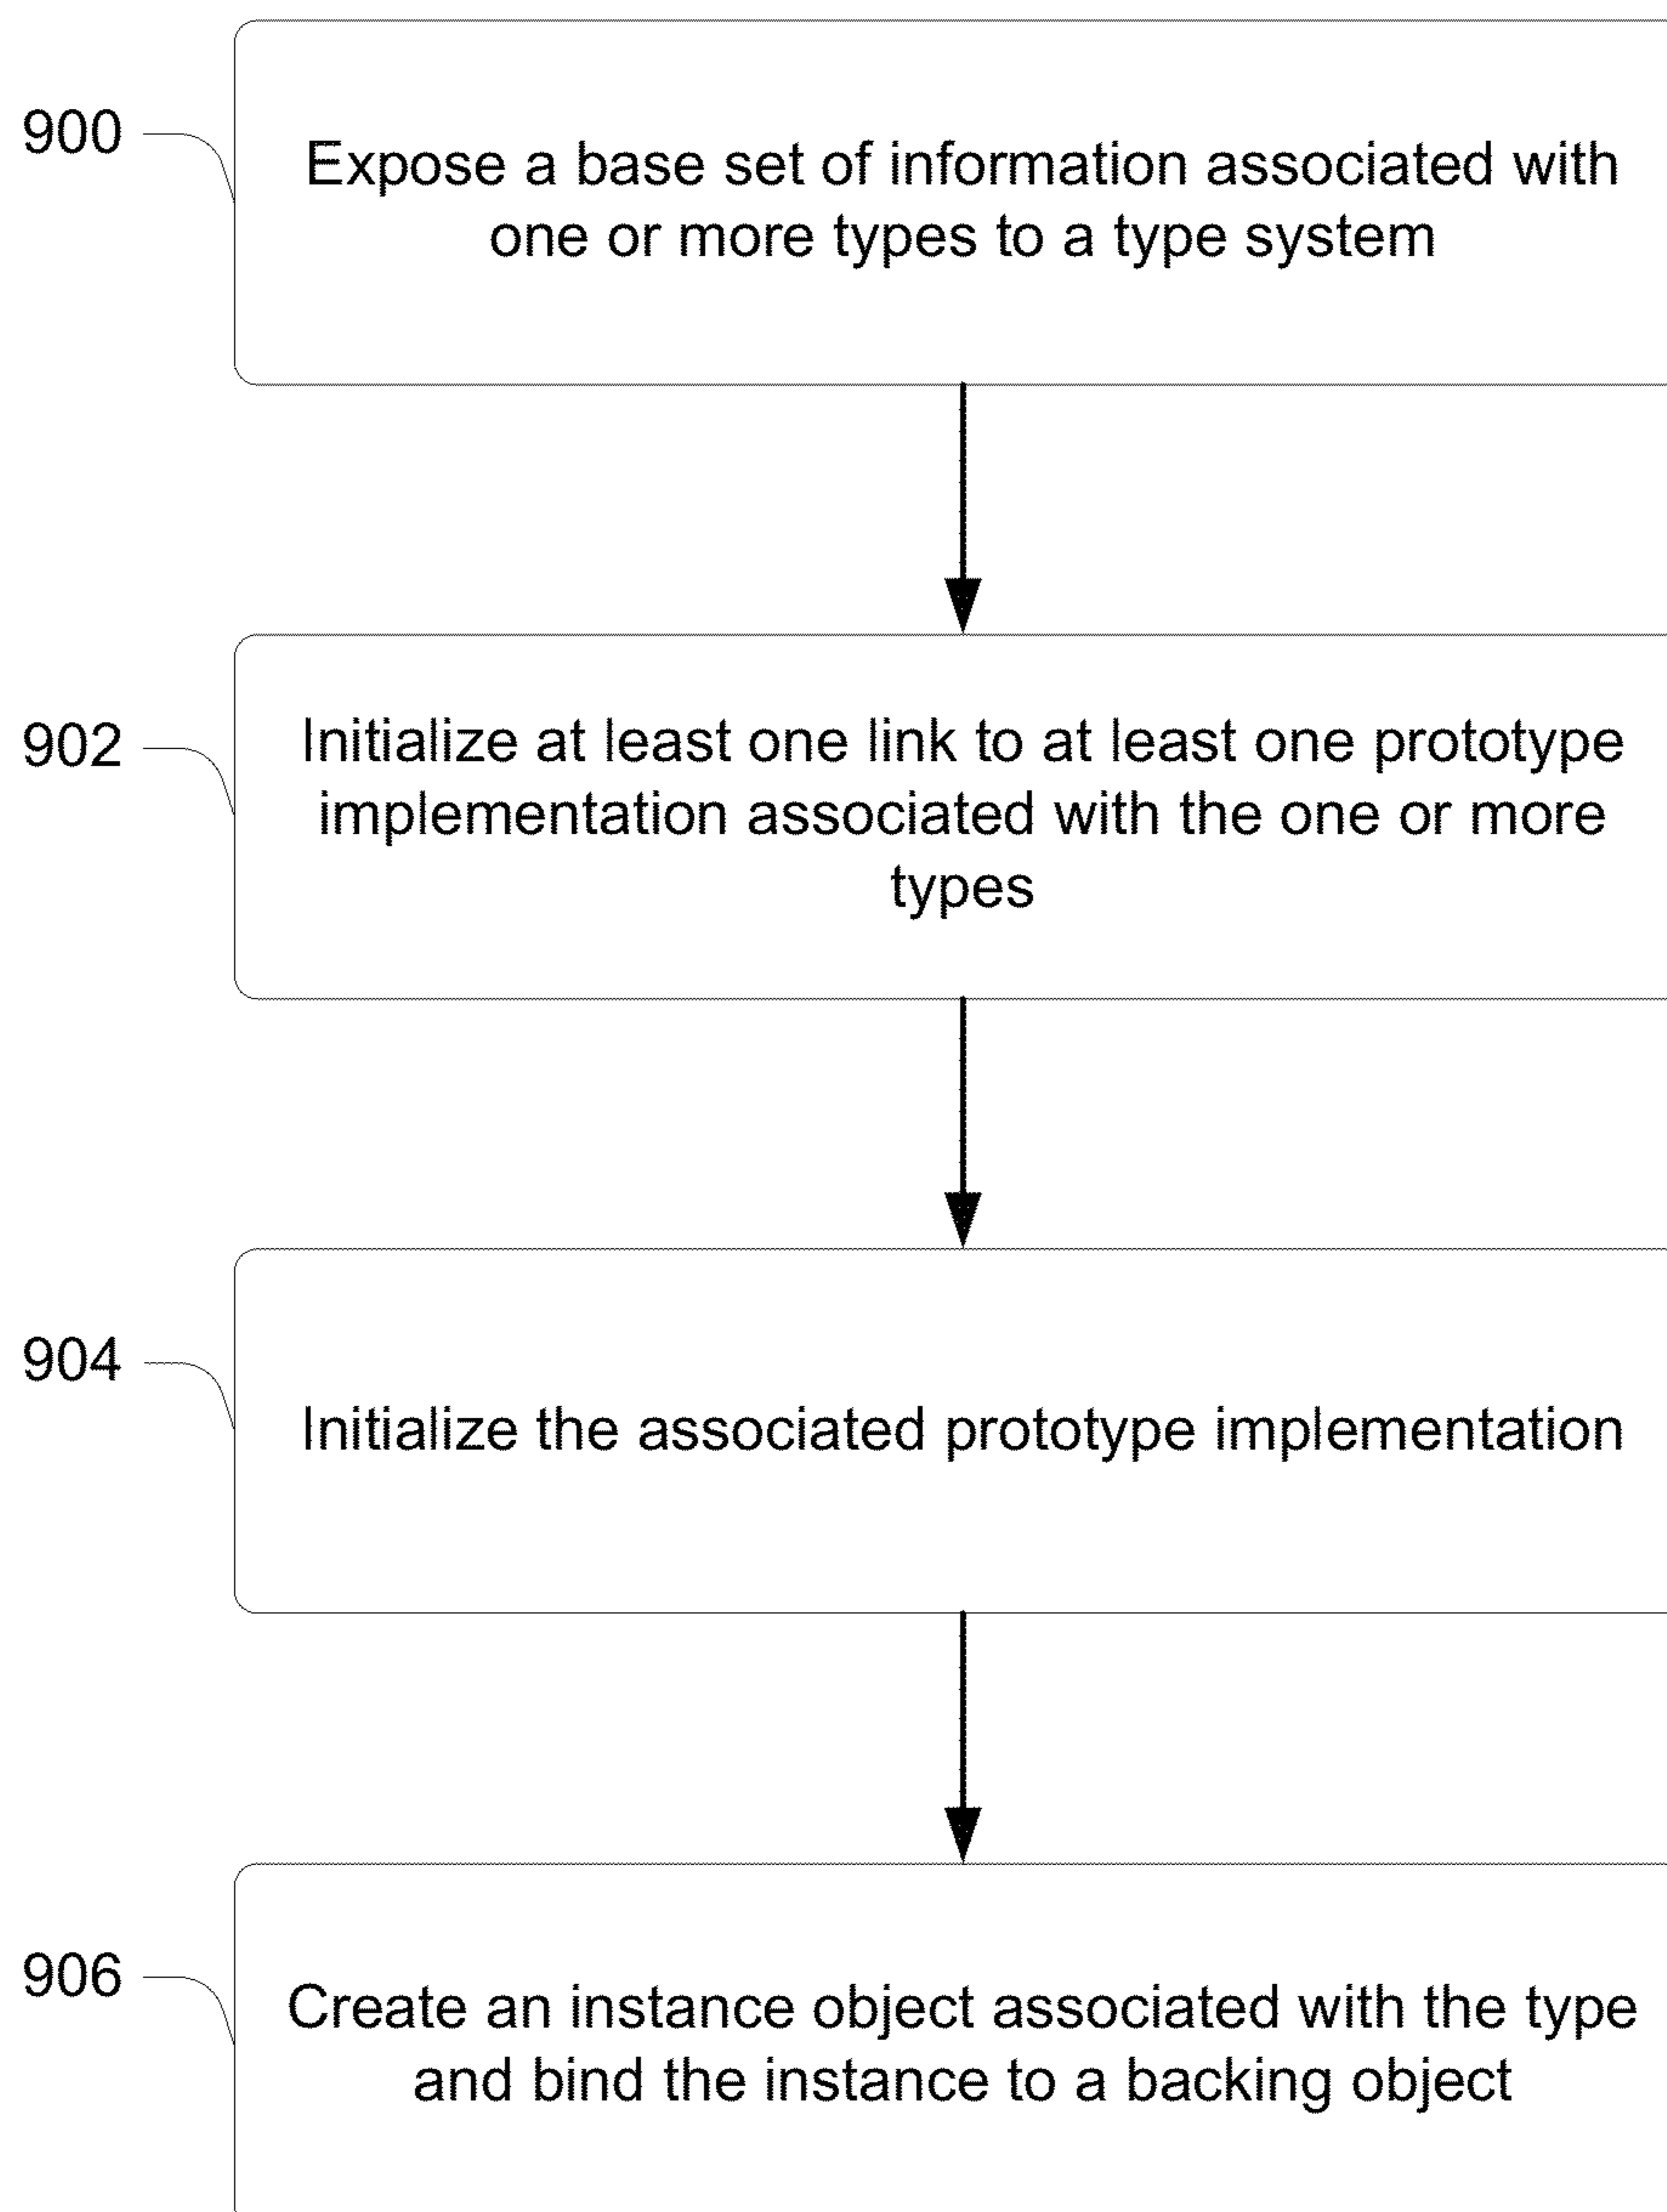 900
Expose a base set of information associated with
one or more types to a type system
902
Initialize at least one link to at least one prototype
implementation associated with the one or more
types
904
Initialize the associated prototype implementation
906
Create an instance object associated with the type
and bind the instance to a backing object